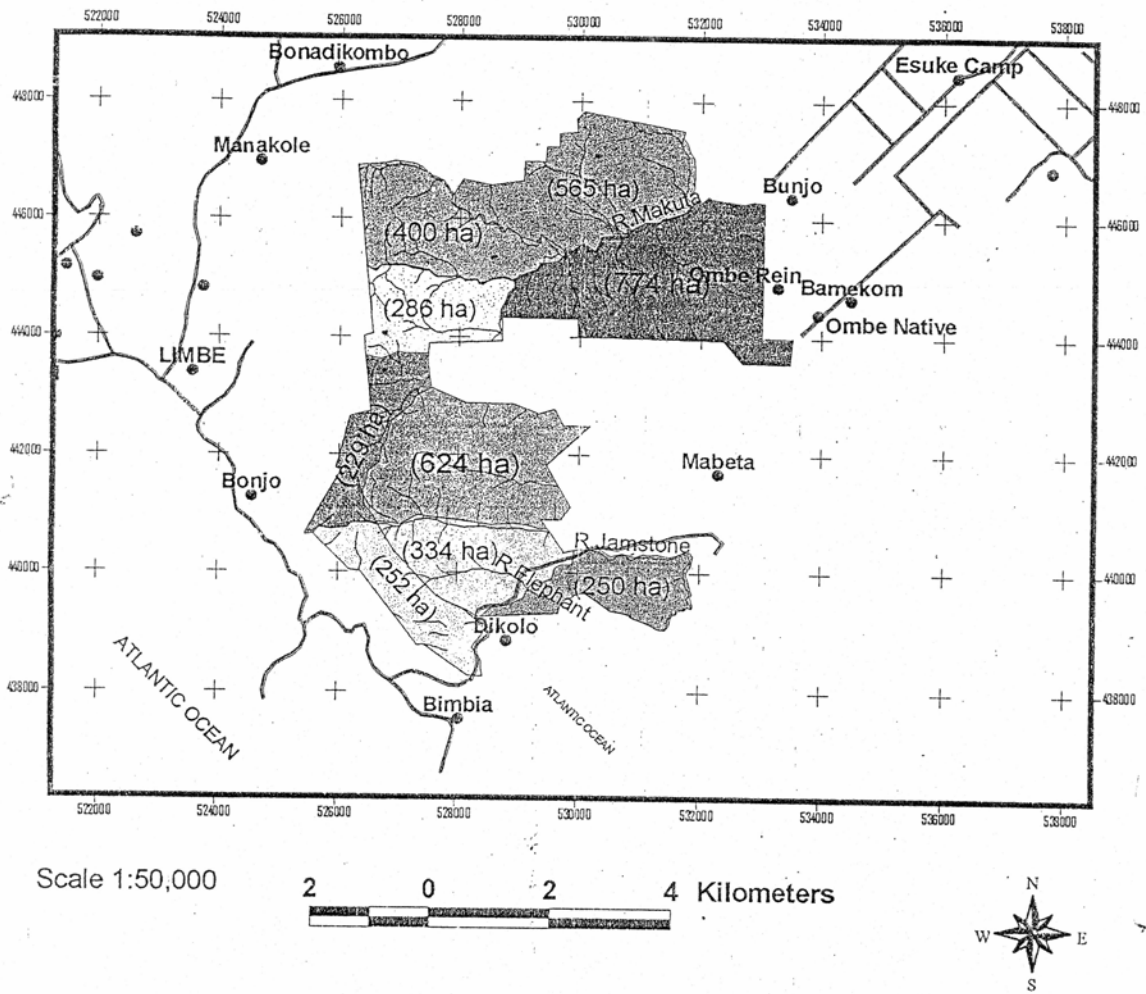 522000 524000 526000 528000 530000 532000 534000 536000 538000
Bonadikombo
Esuke Camp
448000 448000
Manakole
(565 ha)
Bunjo
R.Makuta
446000 446000
(400 ha)
(774 ha)
Ombe Rein
Bamekom
(286 ha)
Ombe Native
444000 444000
LIMBE
(229 ha)
442000 442000
(624 ha)
Mabeta
Bonjo
R.Jamstone
(334 ha)
440000 440000
(252 ha)
R.Elephant
(250 ha)
Dikolo
ATLANTIC OCEAN
438000 438000
Bimbia
ATLANTIC OCEAN
522000 524000 526000 528000 530000 532000 534000 536000 538000
Scale 1:50,000
2 0 2 4 Kilometers
N
W E
S